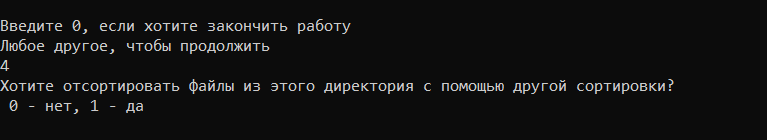 Введите 0, если хотите закончить работу
Любое другое, чтобы продолжить
4
Хотите отсортировать файлы из этого директория с помощью другой сортировки?
0 - нет, 1 - да